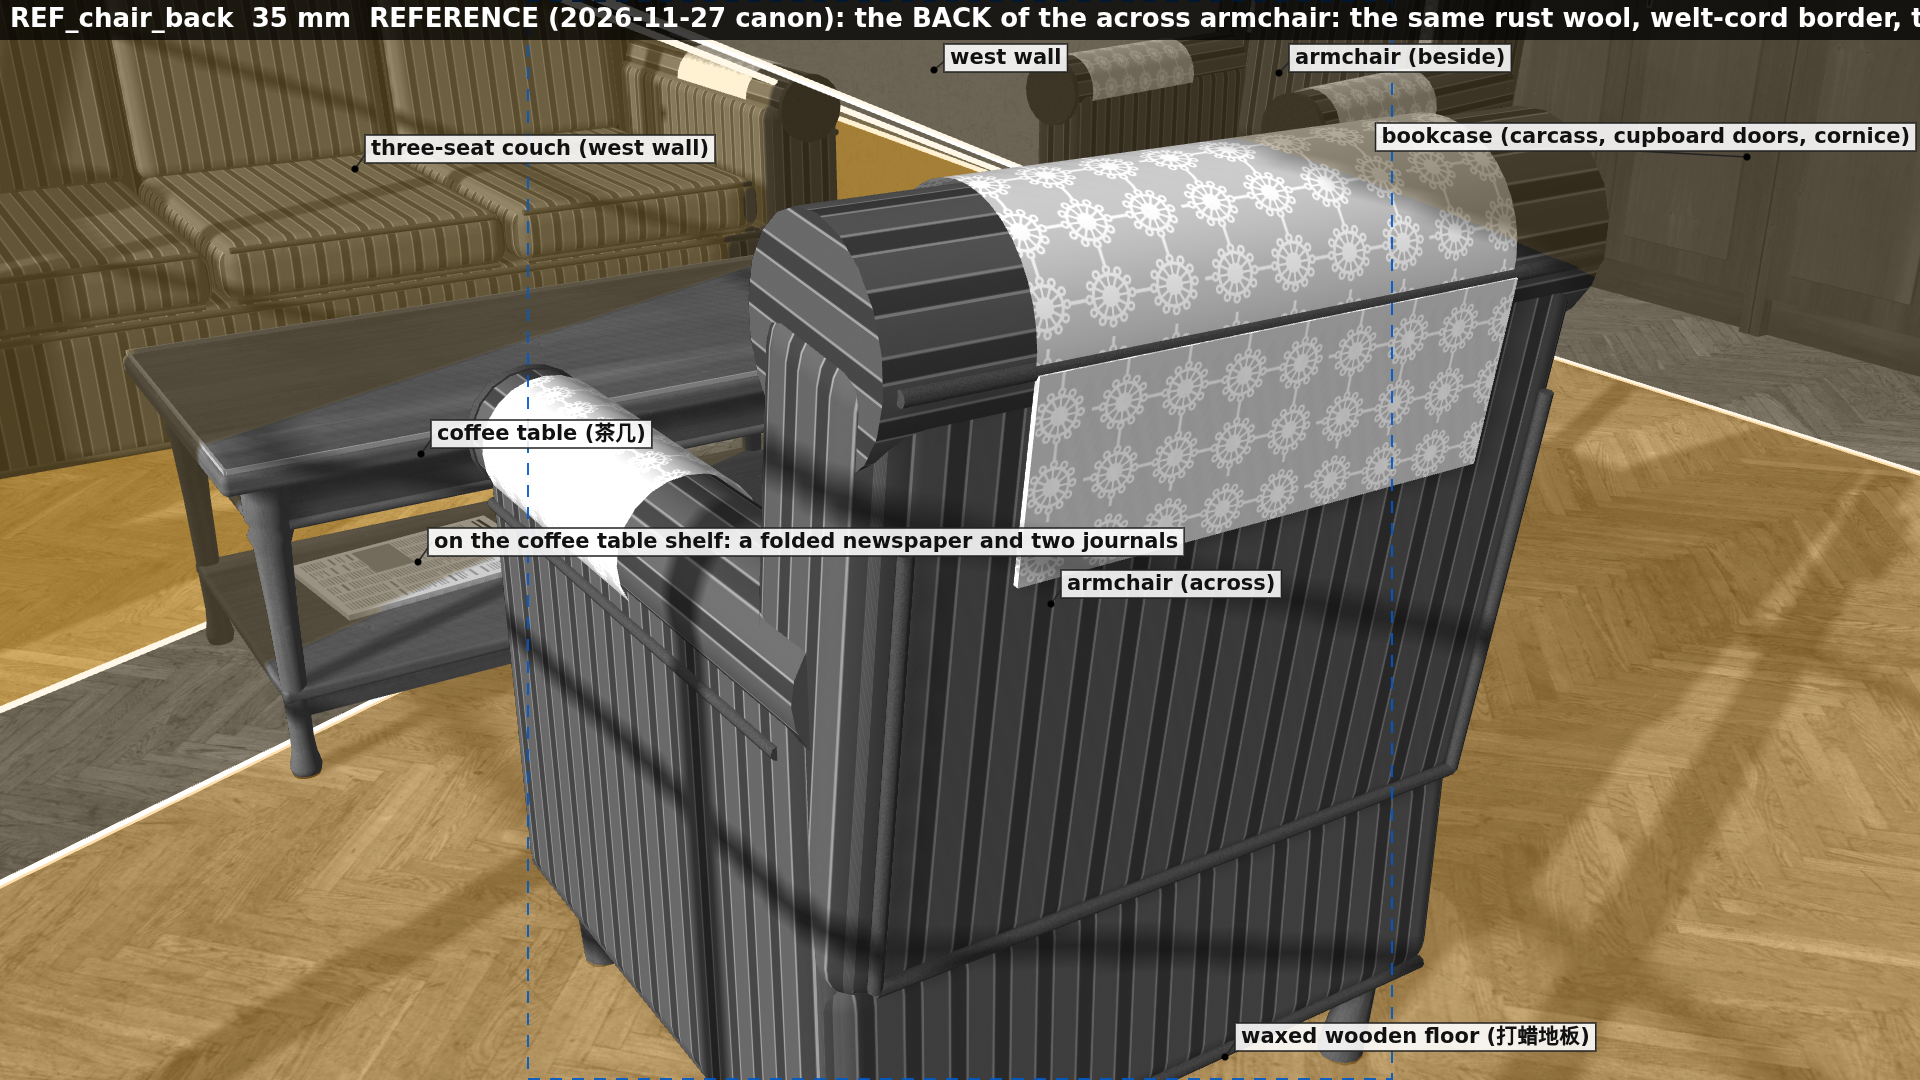 REF_chair_back 35 mm REFERENCE (2026-11-27 canon): the BACK of the across armchair: the same rust wool, welt-cord border,
west wall
armchair (beside)
bookcase (carcass, cupboard doors, cornice)
three-seat couch (west wall)
coffee table (茶几)
on the coffee table shelf: a folded newspaper and two journals
armchair (across)
waxed wooden floor (打蜡地板)